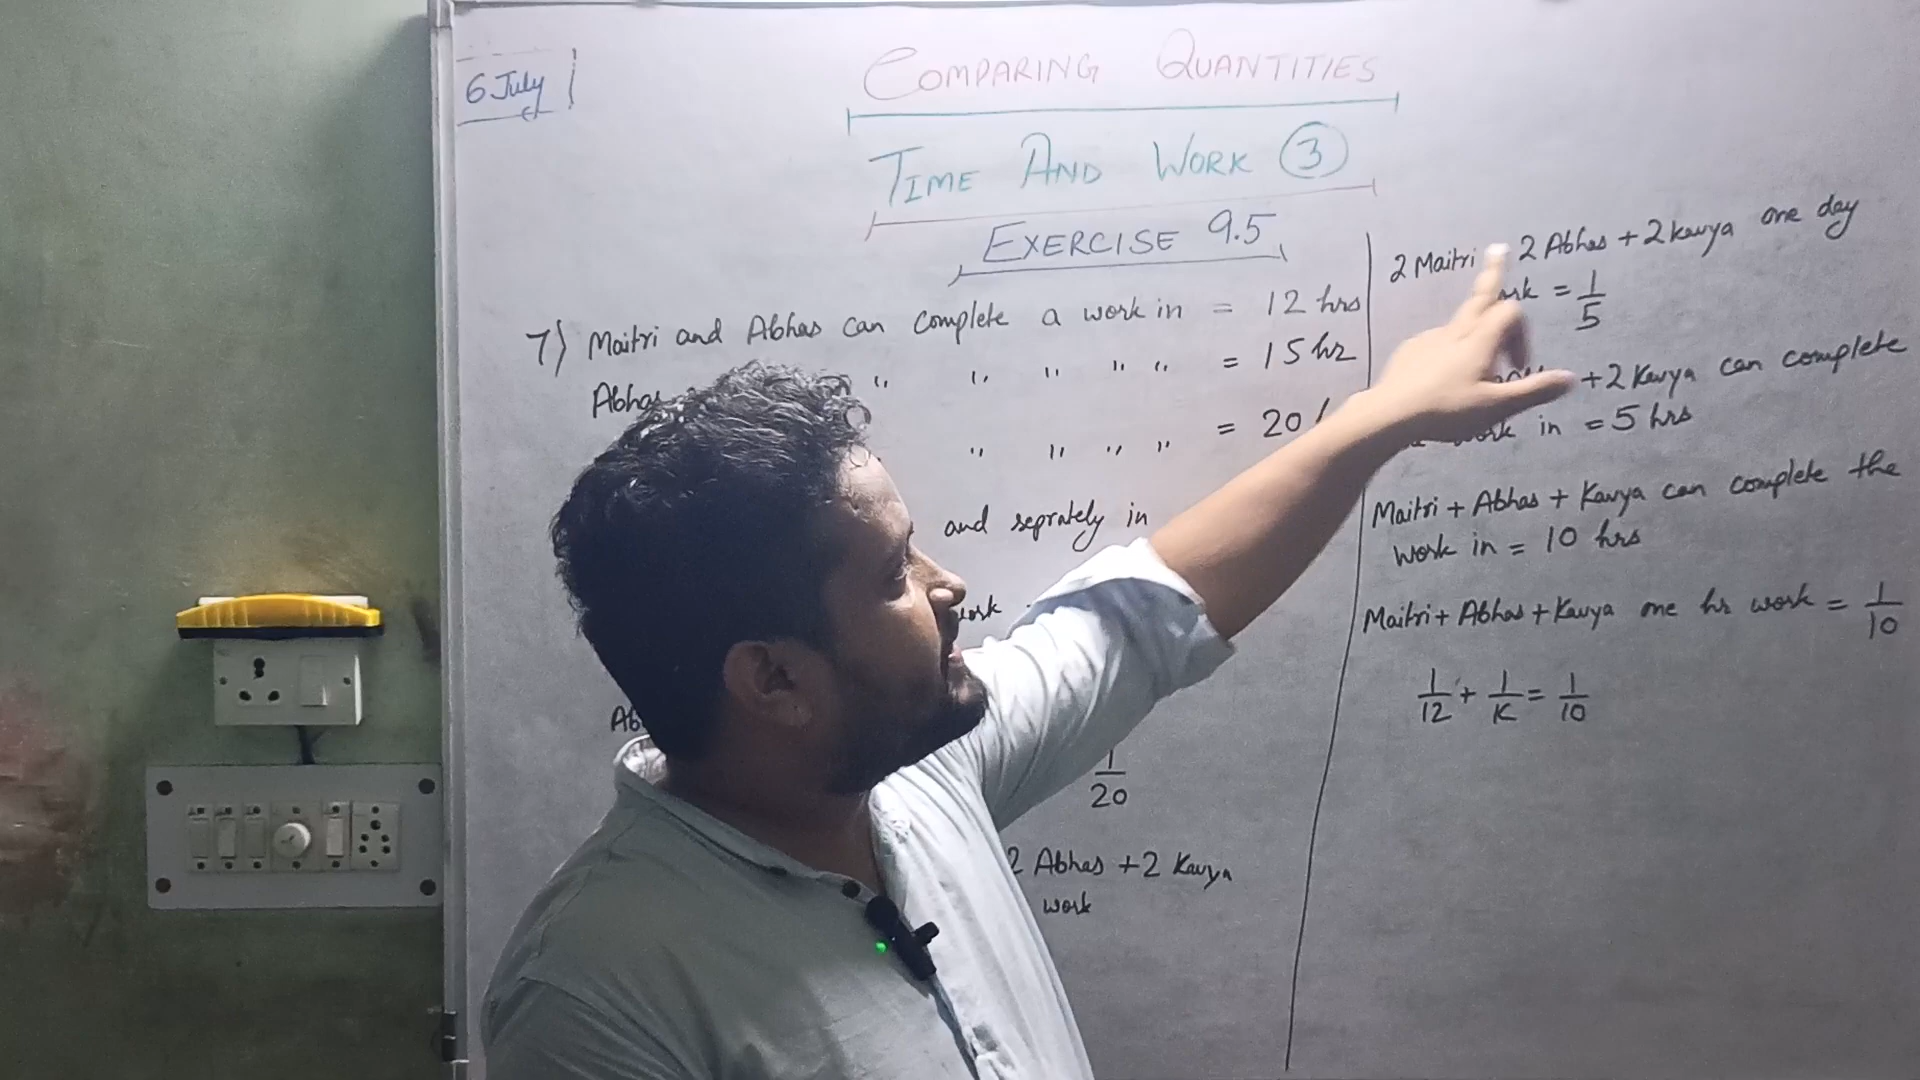 6 July
COMPARING QUANTITIES
TIME AND WORK 3
EXERCISE 9.5
7) Maitri and Abhas can complete a work in = 12 hrs
Abhas " " " " " = 15 hr
" " " " = 20
and seprately in
work
Ab
1/20
2 Abhas + 2 Kavya
work
2 Maitri 2 Abhas + 2 Kavya one day
= 1/5
+ 2 Kavya can complete
work in = 5 hrs
Maitri + Abhas + Kavya can complete the
work in = 10 hrs
Maitri + Abhas + Kavya one hr work = 1/10
1/12 + 1/K = 1/10